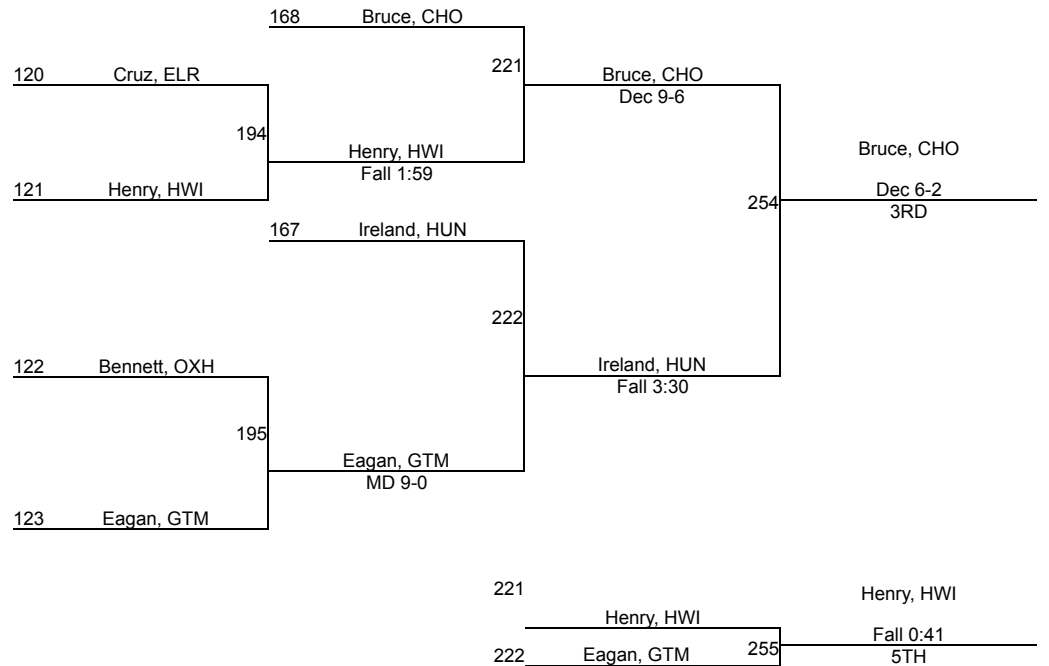 168 Bruce, CHO
120 Cruz, ELR
221
Bruce, CHO
Dec 9-6
194
Henry, HWI
Fall 1:59
121 Henry, HWI
Bruce, CHO
Dec 6-2
3RD
254
167 Ireland, HUN
222
122 Bennett, OXH
Ireland, HUN
Fall 3:30
195
Eagan, GTM
MD 9-0
123 Eagan, GTM
221
Henry, HWI
222 Eagan, GTM
255
Henry, HWI
Fall 0:41
5TH